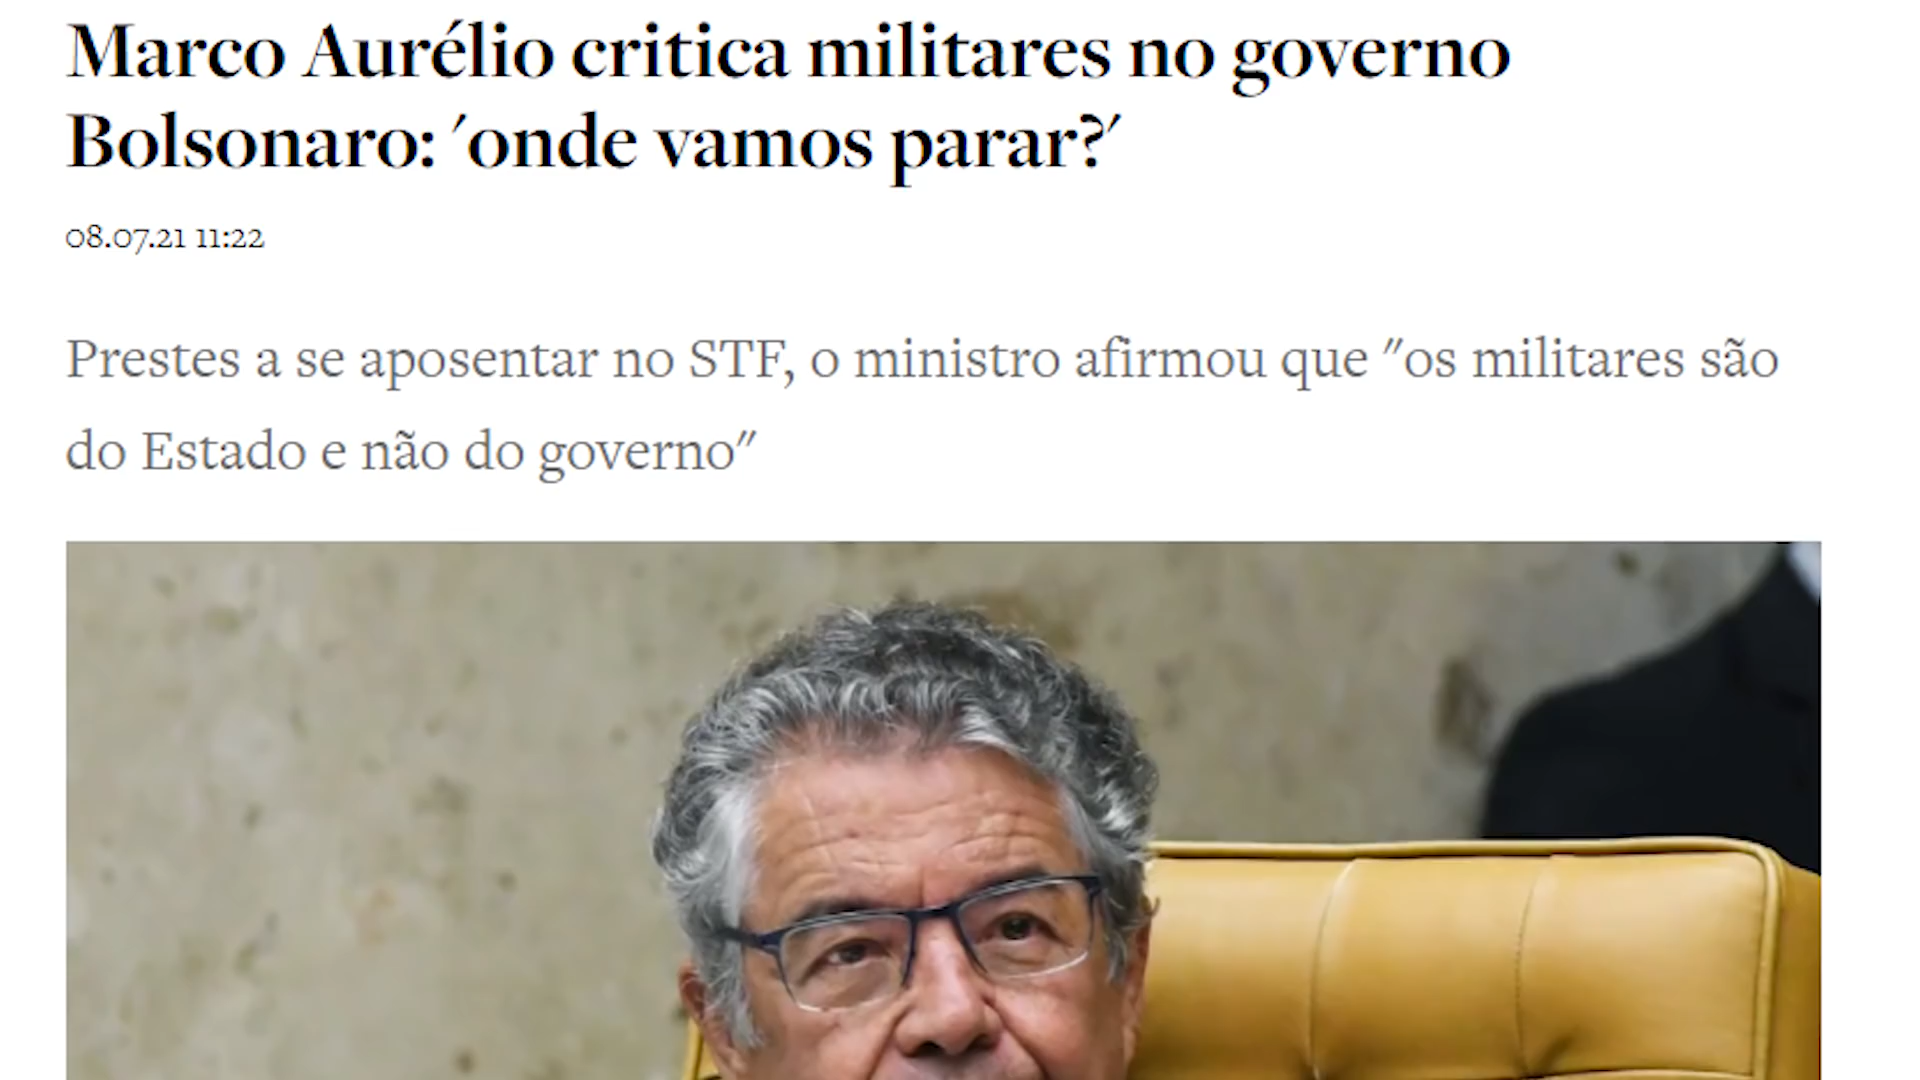 Marco Aurélio critica militares no governo
Bolsonaro: 'onde vamos parar?'
08.07.21 11:22
Prestes a se aposentar no STF, o ministro afirmou que "os militares são
do Estado e não do governo"